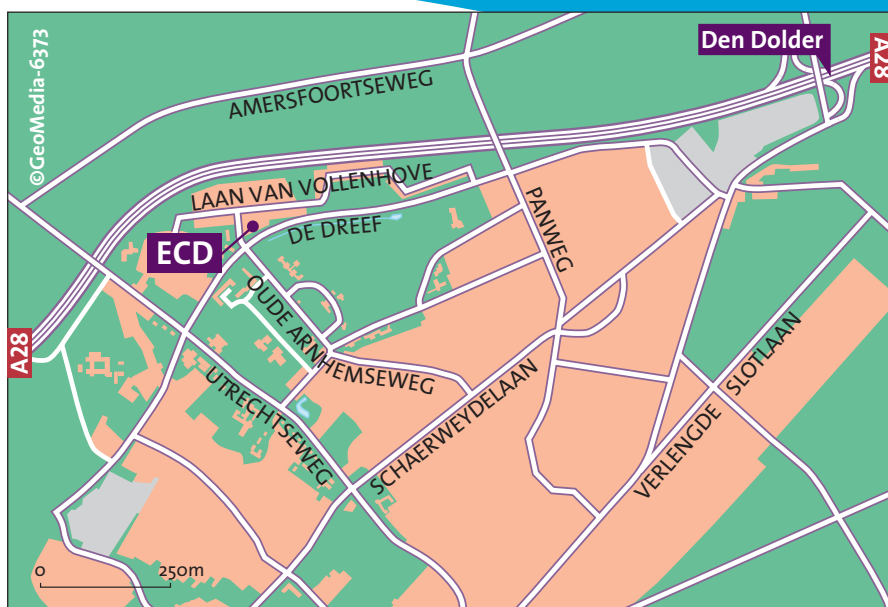 Den Dolder
A28
©GeoMedia-6373
AMERSFOORTSEWEG
LAAN VAN VOLLENHOVE
DE DREEF
PANWEG
ECD
OUDE ARNHEMSEWEG
A28
UTRECHTSEWEG
SCHAERWEYDELAAN
VERLENGDE SLOTLAAN
0 250m